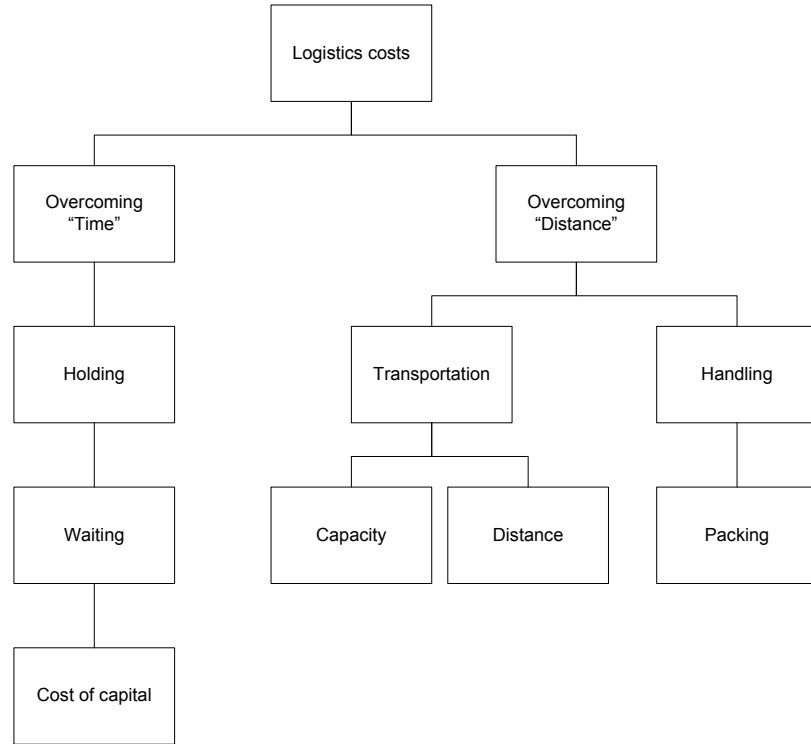 Logistics costs
Overcoming
“Time”
Overcoming
“Distance”
Holding
Transportation
Handling
Waiting
Capacity
Distance
Packing
Cost of capital